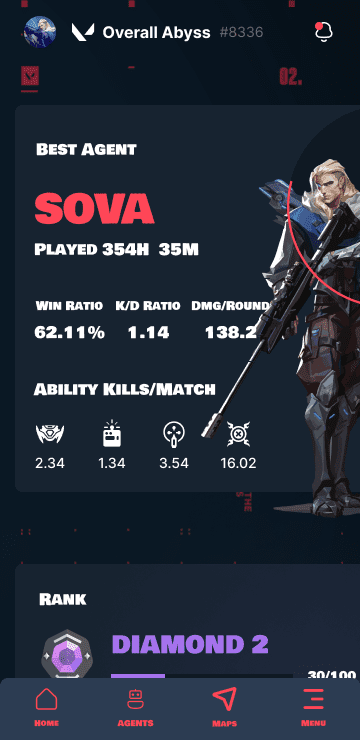 Overall Abyss #8336
02.
Best Agent
SOVA
Played 354H 35M
Win Ratio K/D Ratio Dmg/Round
62.11% 1.14 138.2
Ability Kills/Match
2.34 1.34 3.54 16.02
THE
Rank
Diamond 2
30/100
Home Agents Maps Menu